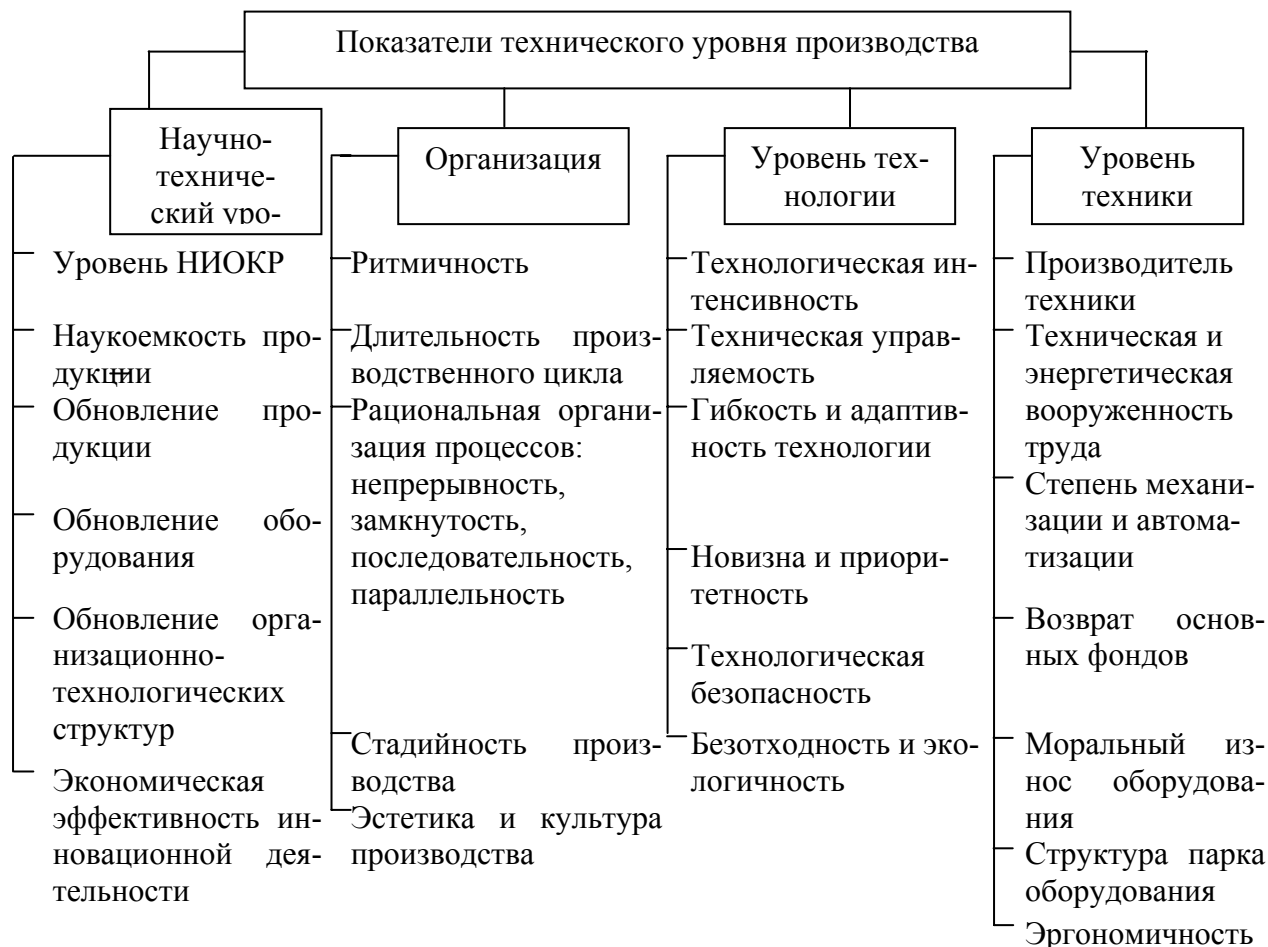 Показатели технического уровня производства
Научно-
техниче-
ский уро-
Организация
Уровень тех-
нологии
Уровень
техники
Уровень НИОКР
Наукоемкость про-
дукции
Обновление про-
дукции
Обновление обо-
рудования
Обновление орга-
низационно-
технологических
структур
Экономическая
эффективность ин-
новационной дея-
тельности
Ритмичность
Длительность произ-
водственного цикла
Рациональная органи-
зация процессов:
непрерывность,
замкнутость,
последовательность,
параллельность
Стадийность произ-
водства
Эстетика и культура
производства
Технологическая ин-
тенсивность
Техническая управ-
ляемость
Гибкость и адаптив-
ность технологии
Новизна и приори-
тетность
Технологическая
безопасность
Безотходность и эко-
логичность
Производитель
техники
Техническая и
энергетическая
вооруженность
труда
Степень механи-
зации и автома-
тизации
Возврат основ-
ных фондов
Моральный из-
нос оборудова-
ния
Структура парка
оборудования
Эргономичность